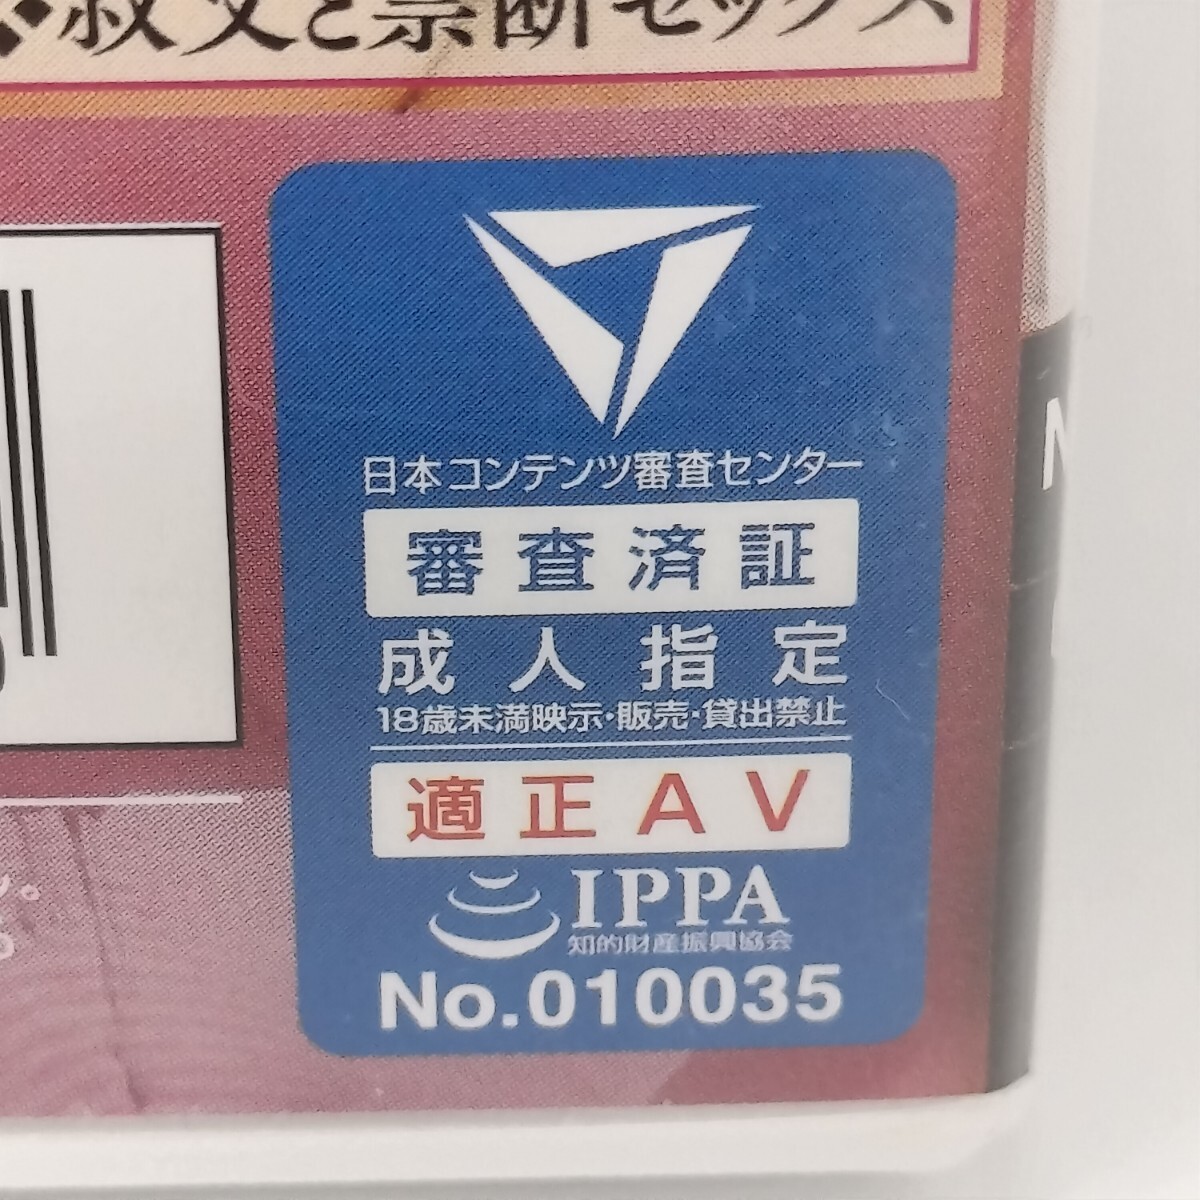 叔父と禁断セックス
日本コンテンツ審査センター
審査済証
成人指定
18歳未満映示・販売・貸出禁止
適正AV
IPPA
知的財産振興協会
No.010035